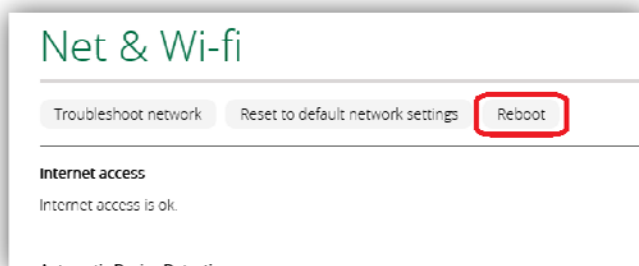 Net & Wi-fi
Troubleshoot network Reset to default network settings Reboot
Internet access
Internet access is ok.